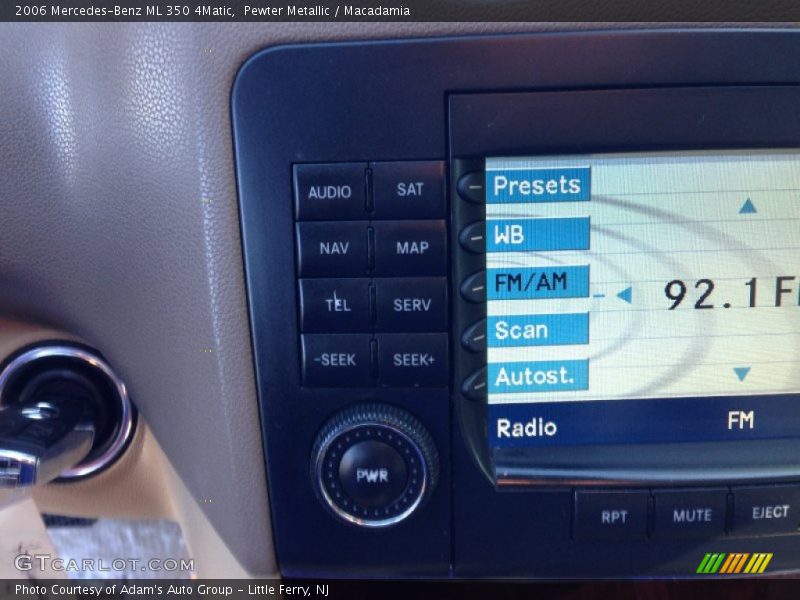 2006 Mercedes-Benz ML 350 4Matic,  Pewter Metallic / Macadamia
AUDIO
SAT
NAV
MAP
TEL
SERV
-SEEK
SEEK+
PWR
Presets
WB
FM/AM
Scan
Autost.
92.1 FM
Radio
FM
RPT
MUTE
EJECT
GTCARLOT.COM
Photo Courtesy of Adam's Auto Group - Little Ferry, NJ